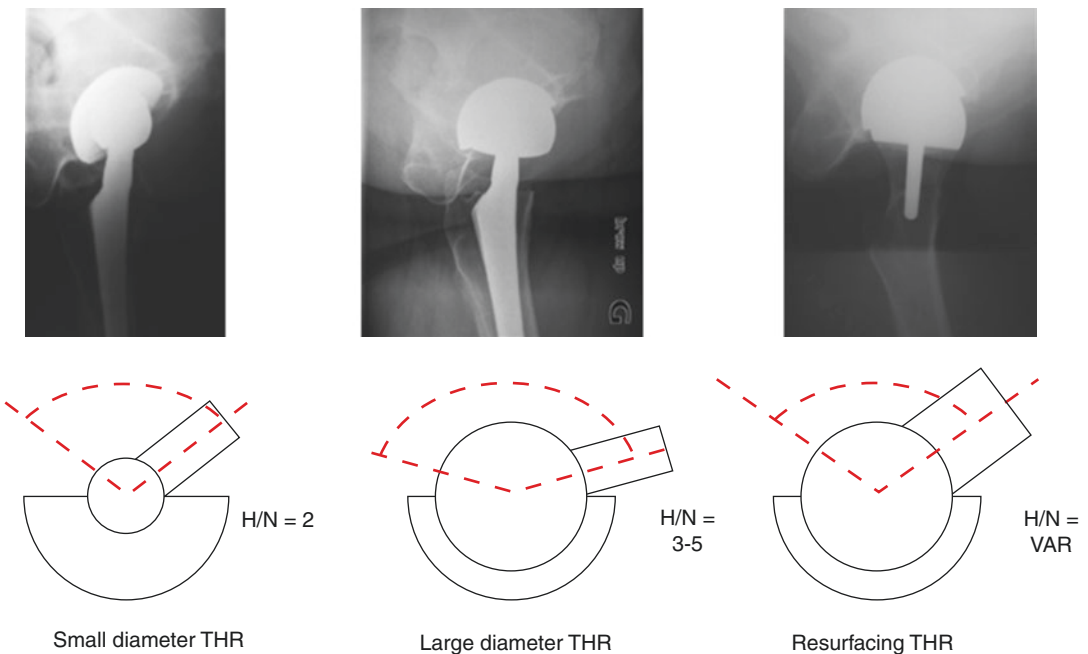 G
H/N = 2
H/N =
3-5
H/N =
VAR
Small diameter THR
Large diameter THR
Resurfacing THR